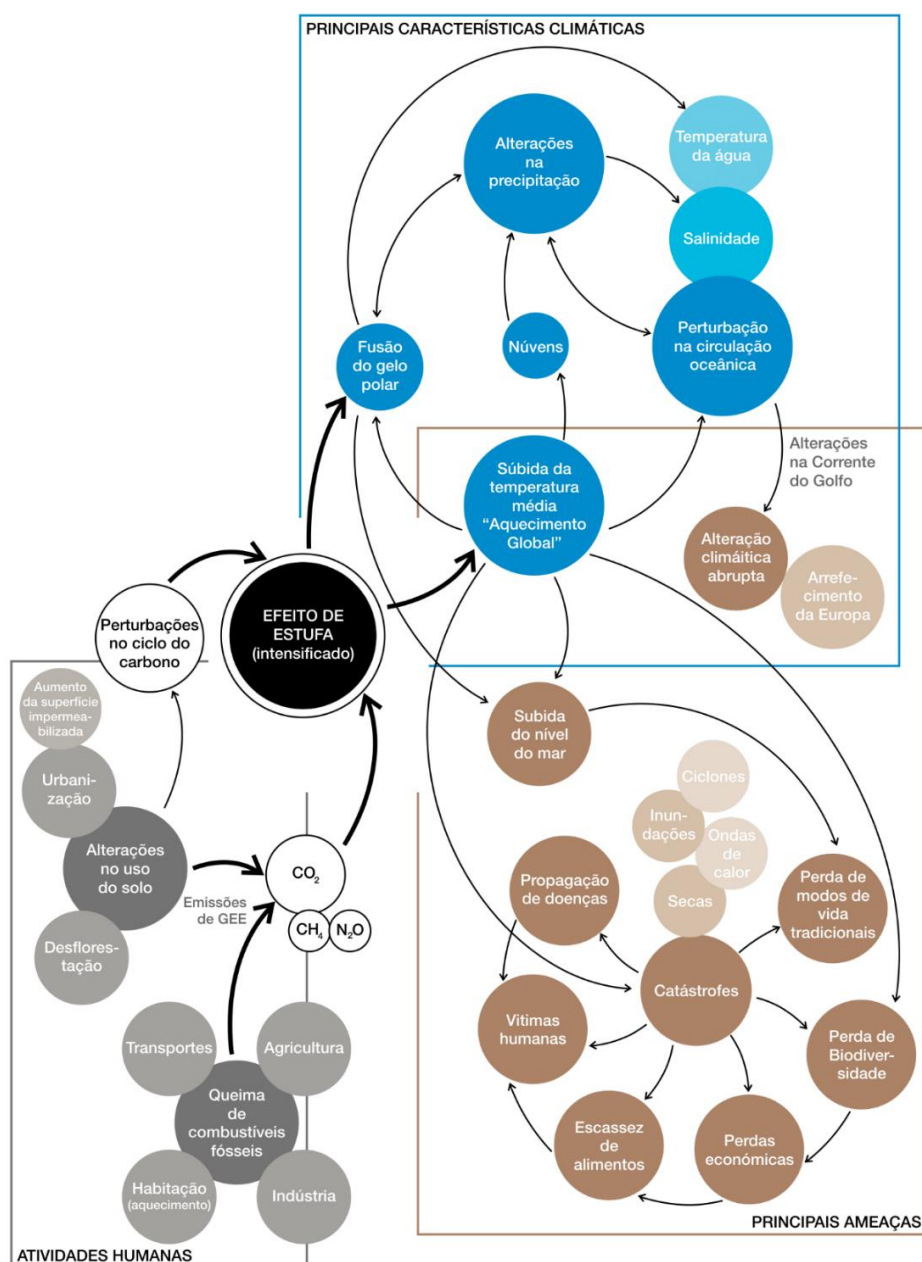 PRINCIPAIS CARACTERÍSTICAS CLIMÁTICAS
Temperatura
da água
Alterações
na
precipitação
Salinidade
Fusão
do gelo
polar
Núvens
Perturbação
na circulação
oceânica
Súbida da
temperatura
média
“Aquecimento
Global”
Alterações
na Corrente
do Golfo
Alteração
climáitica
abrupta
Arrefe-
cimento
da Europa
EFEITO DE
ESTUFA
(intensificado)
Perturbações
no ciclo do
carbono
Aumento
da superfície
impermea-
bilizada
Urbani-
zação
Alterações
no uso
do solo
Desflores-
tação
Emissões
de GEE
CO2
CH4
N2O
Transportes
Agricultura
Queima
de
combustíveis
fósseis
Habitação
(aquecimento)
Indústria
ATIVIDADES HUMANAS
Subida
do nível
do mar
Ciclones
Inun-
dações
Ondas
de
calor
Secas
Propagação
de doenças
Perda de
modos de
vida
tradicionais
Catástrofes
Vitimas
humanas
Perda de
Biodiver-
sidade
Escassez
de
alimentos
Perdas
económicas
PRINCIPAIS AMEAÇAS